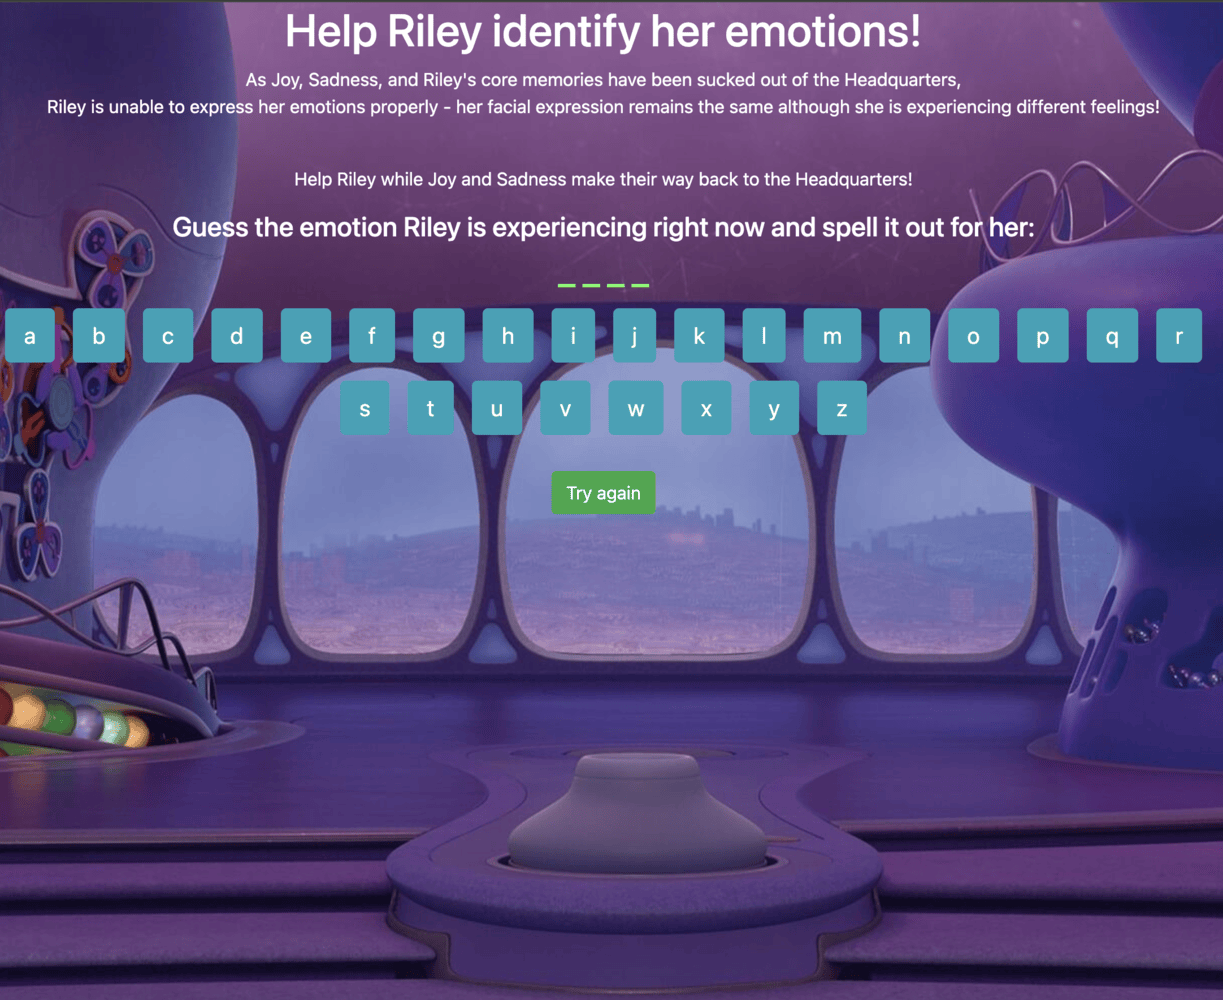 Help Riley identify her emotions!
As Joy, Sadness, and Riley's core memories have been sucked out of the Headquarters,
Riley is unable to express her emotions properly - her facial expression remains the same although she is experiencing different feelings!
Help Riley while Joy and Sadness make their way back to the Headquarters!
Guess the emotion Riley is experiencing right now and spell it out for her:
_ _ _ _
a b c d e f g h i j k l m n o p q r
s t u v w x y z
Try again